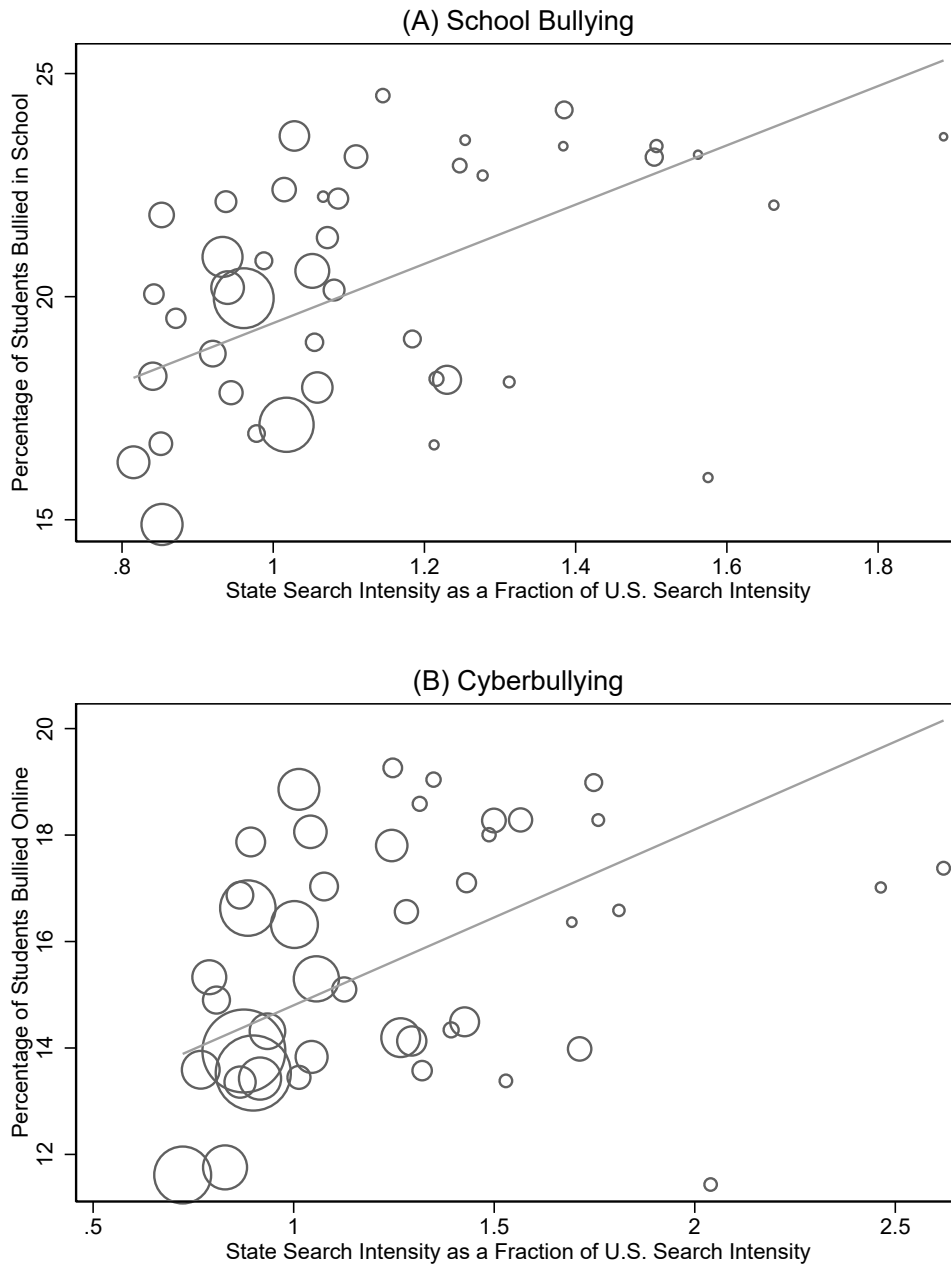 (A) School Bullying
Percentage of Students Bullied in School
25
20
15
.8 1 1.2 1.4 1.6 1.8
State Search Intensity as a Fraction of U.S. Search Intensity
(B) Cyberbullying
Percentage of Students Bullied Online
20
18
16
14
12
.5 1 1.5 2 2.5
State Search Intensity as a Fraction of U.S. Search Intensity